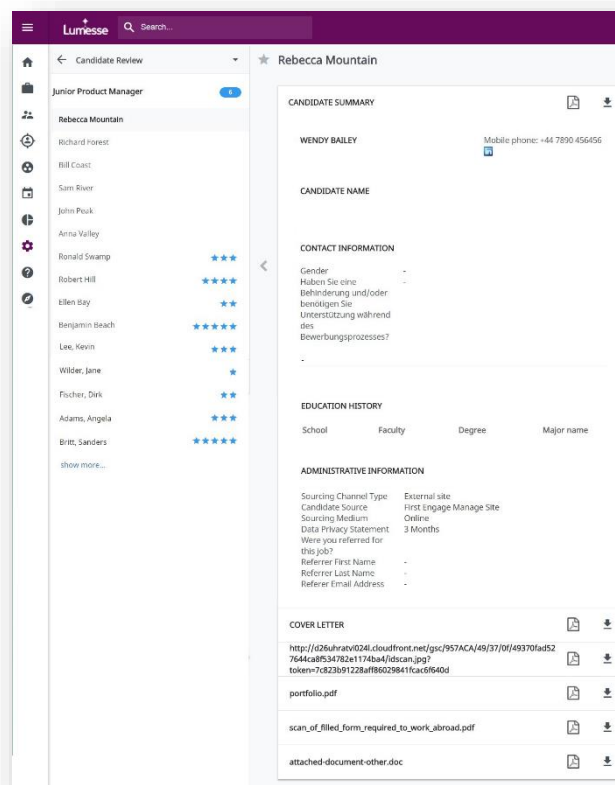 Lumesse
Search...
Candidate Review
Junior Product Manager
Rebecca Mountain
Richard Forest
Bill Coast
Sam River
John Peak
Anna Valley
Ronald Swamp
Robert Hill
Ellen Bay
Benjamin Beach
Lee, Kevin
Wilder, Jane
Fischer, Dirk
Adams, Angela
Britt, Sanders
show more...
Rebecca Mountain
CANDIDATE SUMMARY
WENDY BAILEY
Mobile phone: +44 7890 456456
in
CANDIDATE NAME
CONTACT INFORMATION
Gender -
Haben Sie eine -
Behinderung und/oder
benötigen Sie
Unterstützung während
des
Bewerbungsprozesses?
-
EDUCATION HISTORY
School Faculty Degree Major name
ADMINISTRATIVE INFORMATION
Sourcing Channel Type External site
Candidate Source First Engage Manage Site
Sourcing Medium Online
Data Privacy Statement 3 Months
Were you referred for
this job?
Referrer First Name -
Referrer Last Name -
Referer Email Address -
COVER LETTER
http://d26uhratvi024l.cloudfront.net/gsc/957ACA/49/37/0f/49370fad52
7644ca8f534782e1174ba4/idscan.jpg?
token=7c823b91228aff86029841fcac6f640d
portfolio.pdf
scan_of_filled_form_required_to_work_abroad.pdf
attached-document-other.doc